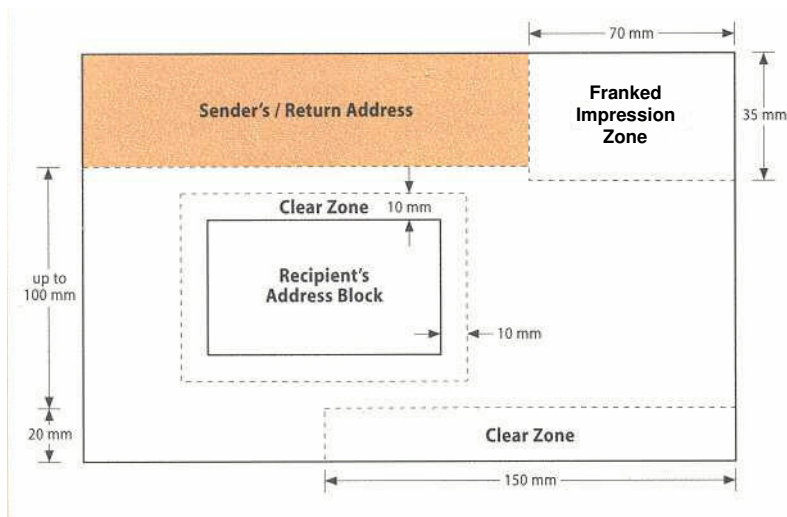 70 mm
Sender's / Return Address
Franked
Impression
Zone
35 mm
Clear Zone
10 mm
up to
100 mm
Recipient's
Address Block
10 mm
20 mm
Clear Zone
150 mm